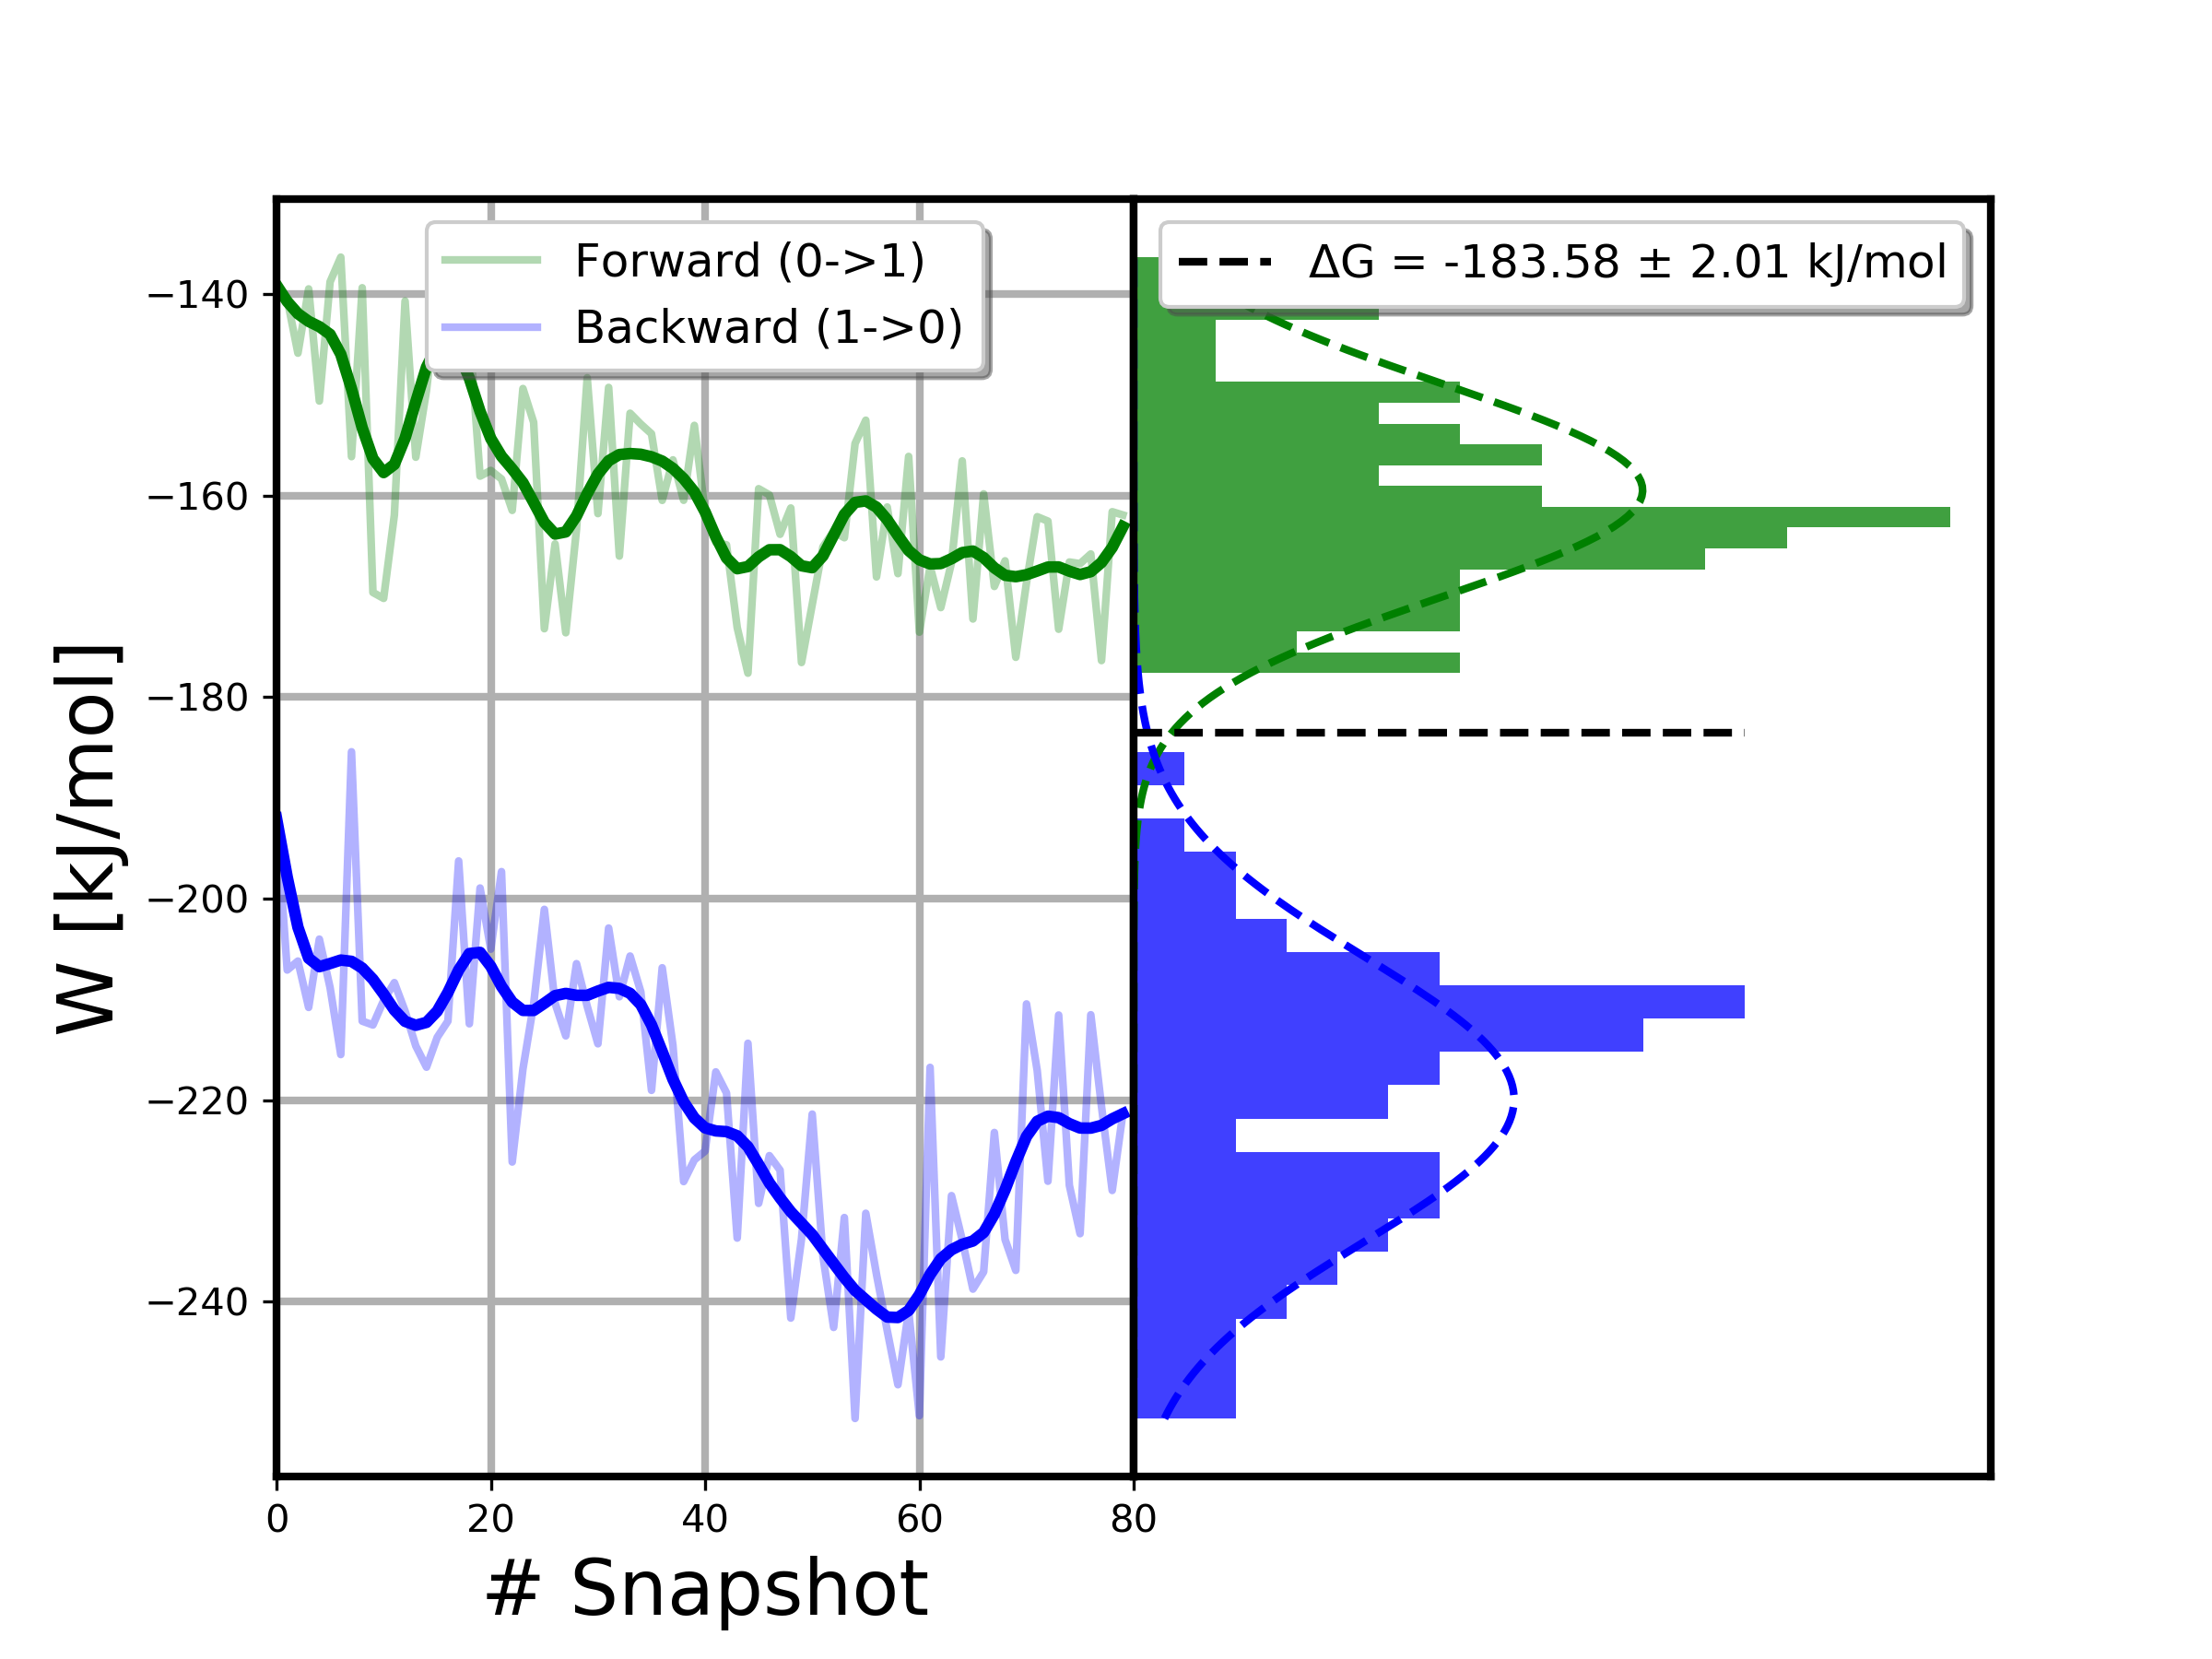 Forward (0->1)
Backward (1->0)
ΔG = -183.58 ± 2.01 kJ/mol
W [kJ/mol]
−140
−160
−180
−200
−220
−240
0 20 40 60 80
# Snapshot